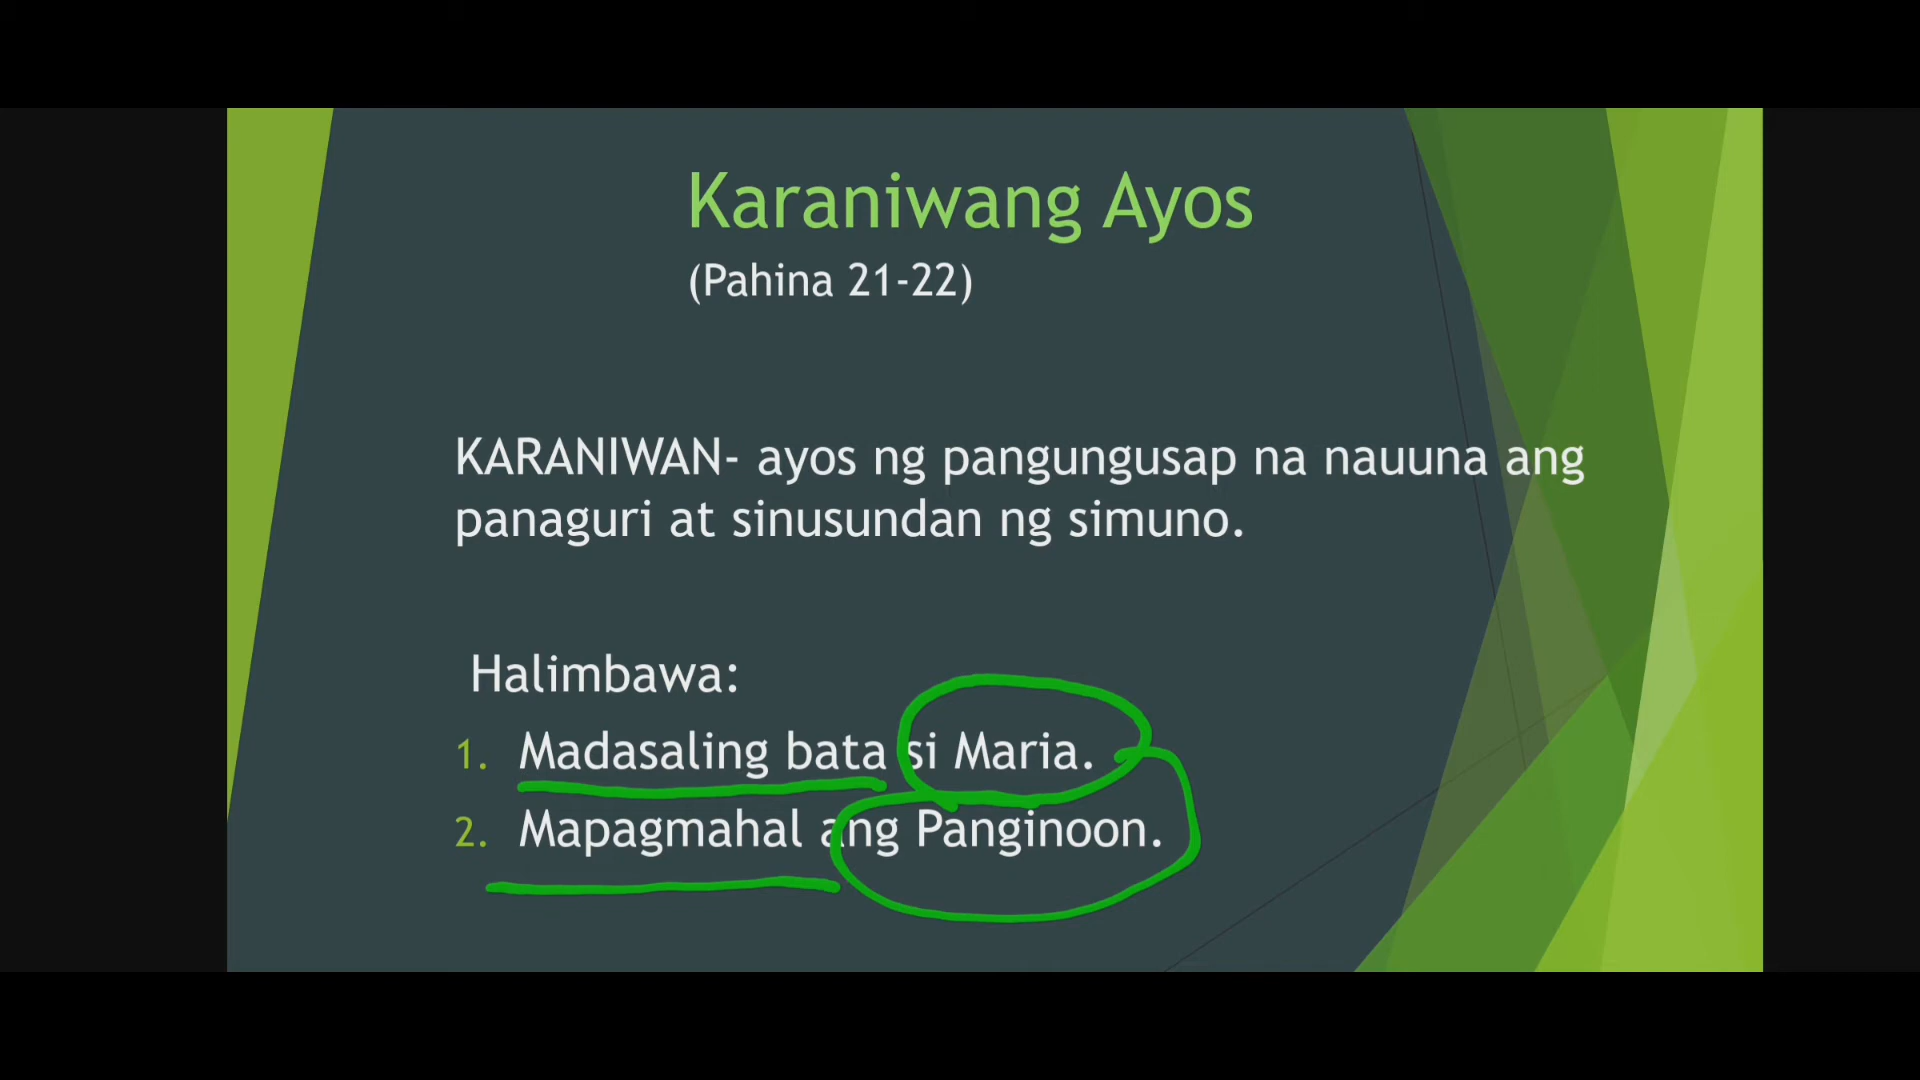 Karaniwang Ayos
(Pahina 21-22)
KARANIWAN- ayos ng pangungusap na nauuna ang
panaguri at sinusundan ng simuno.
Halimbawa:
1. Madasaling bata si Maria.
2. Mapagmahal ang Panginoon.